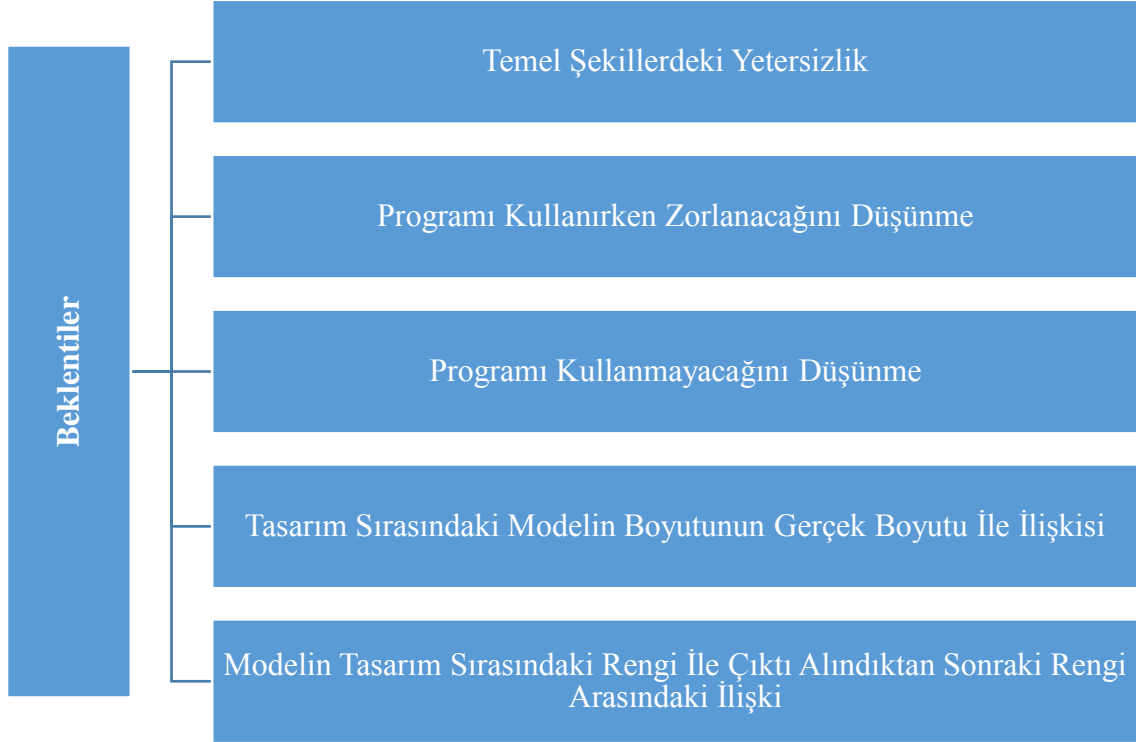 Beklentiler
Temel Şekillerdeki Yetersizlik
Programı Kullanırken Zorlanacağını Düşünme
Programı Kullanmayacağını Düşünme
Tasarım Sırasındaki Modelin Boyutunun Gerçek Boyutu İle İlişkisi
Modelin Tasarım Sırasındaki Rengi İle Çıktı Alındıktan Sonraki Rengi
Arasındaki İlişki